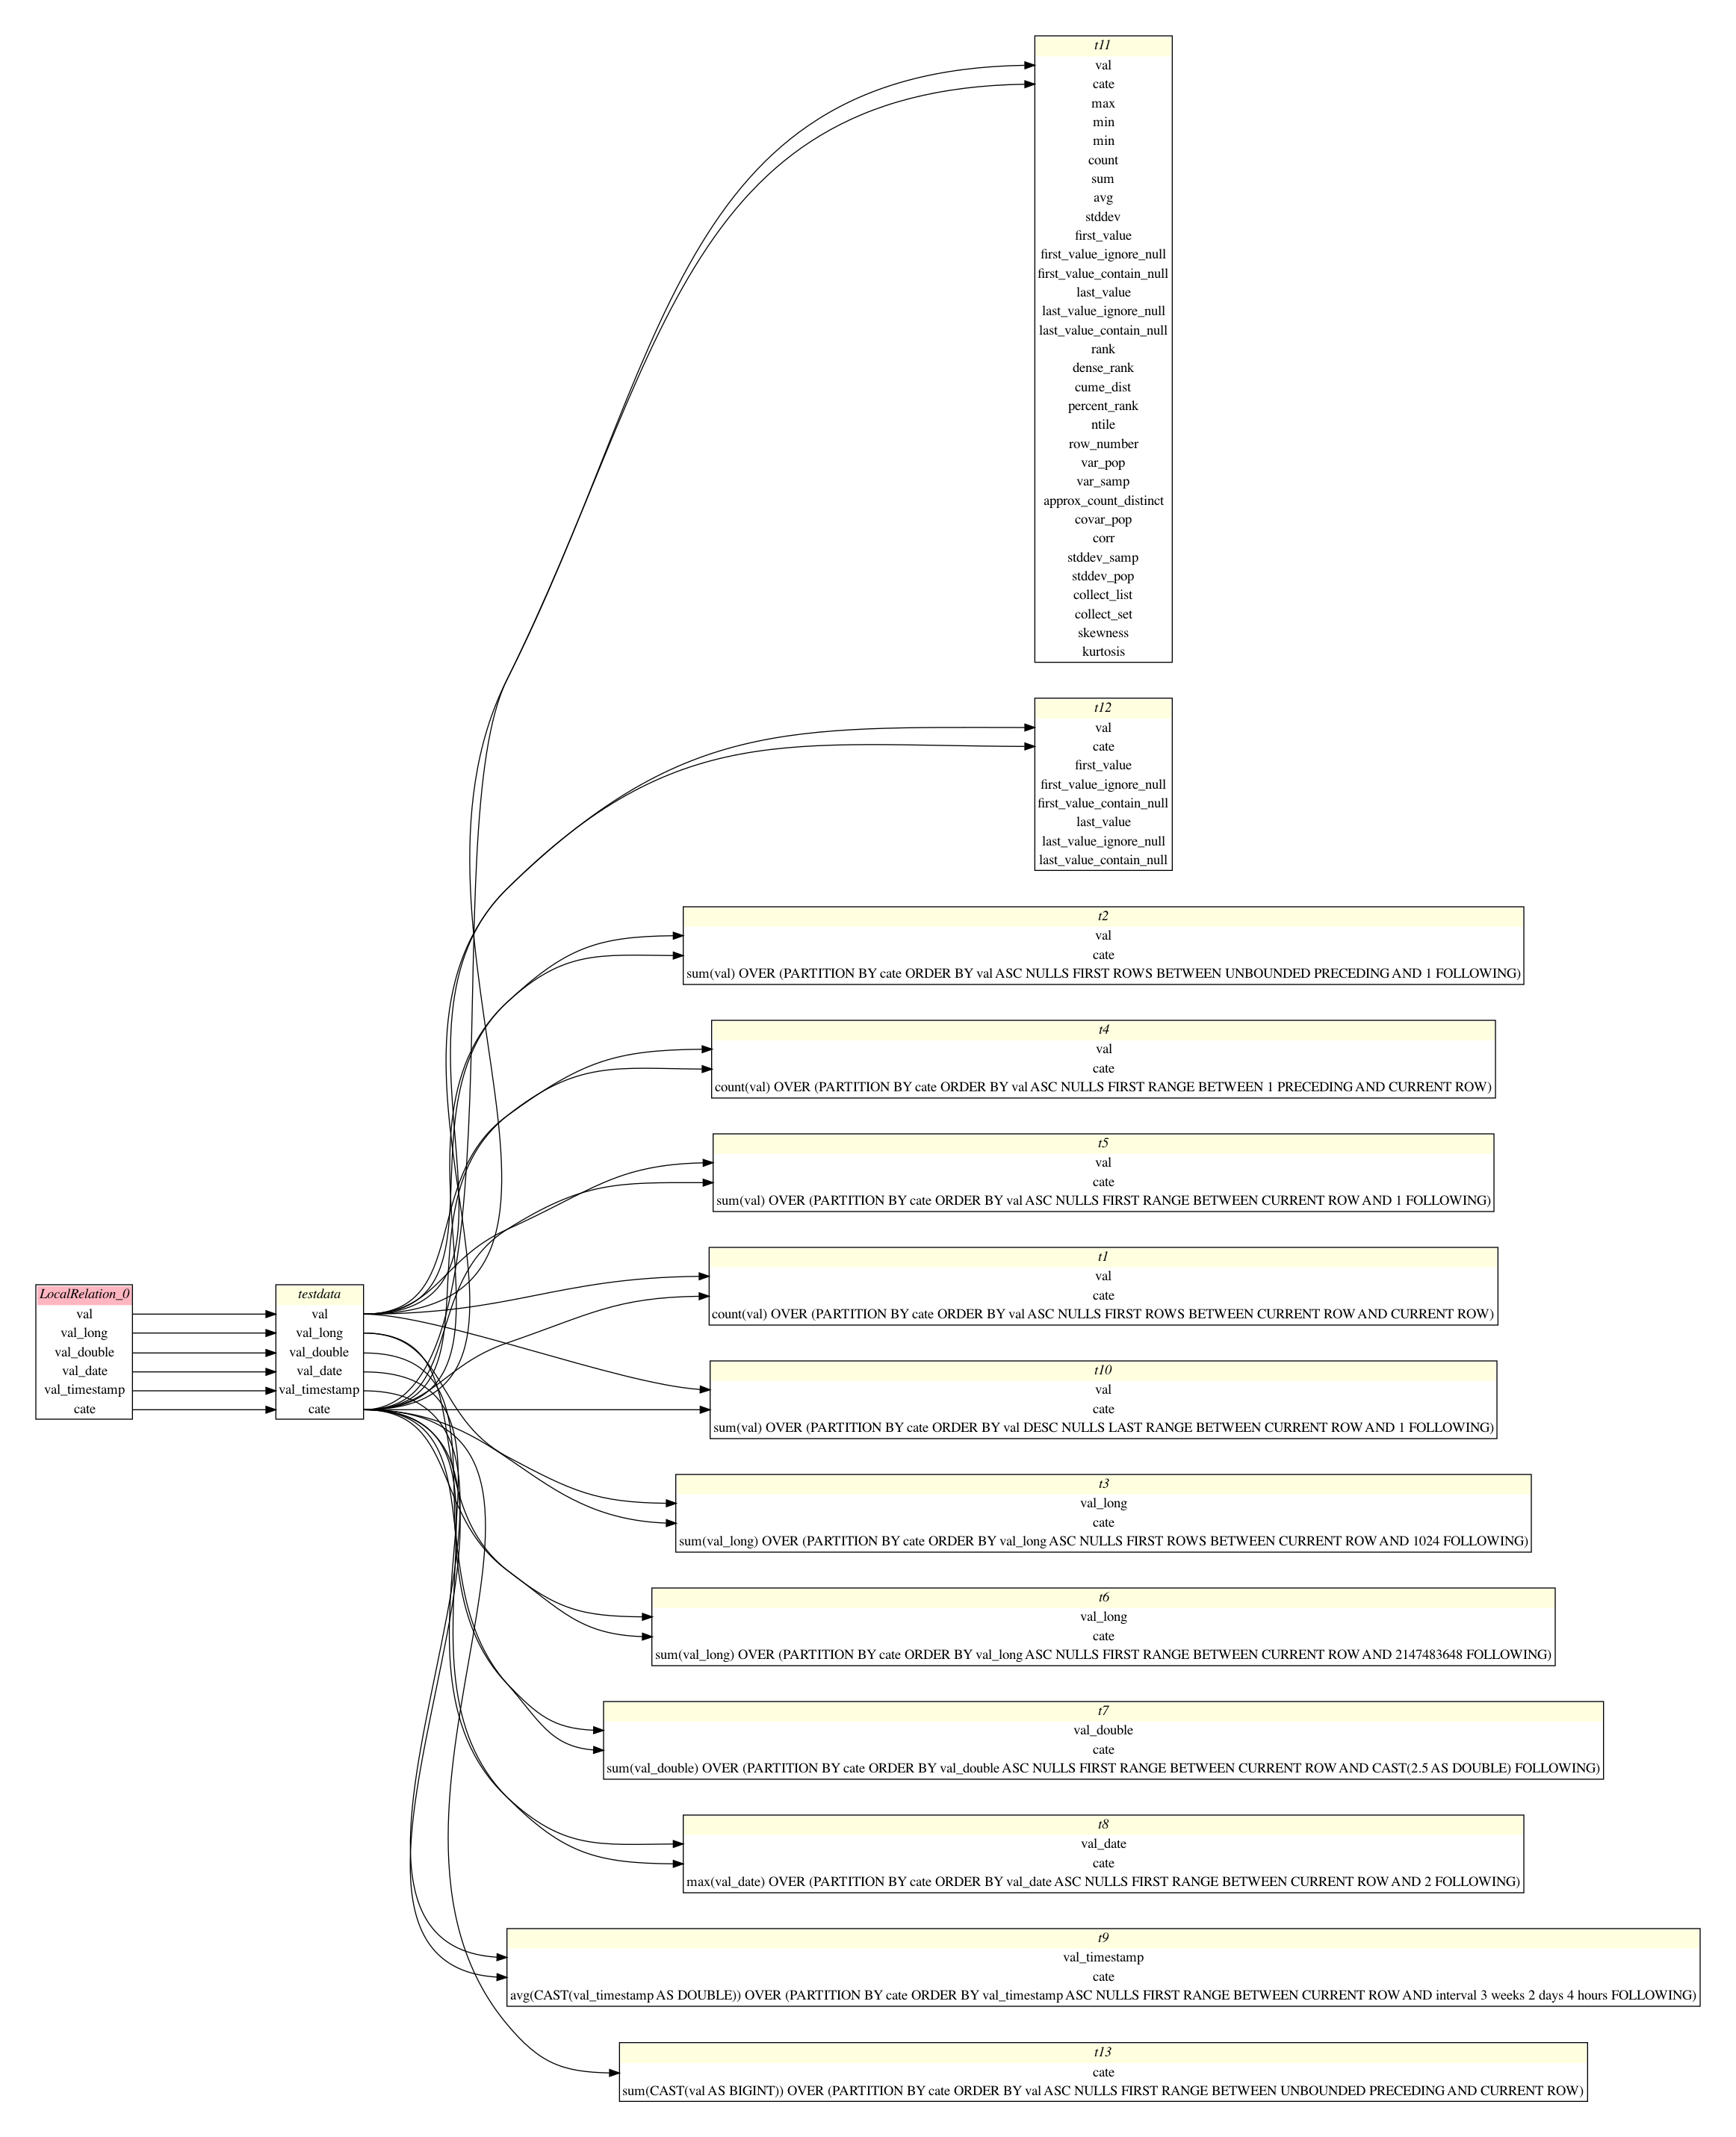 t11
val
cate
max
min
min
count
sum
avg
stddev
first_value
first_value_ignore_null
first_value_contain_null
last_value
last_value_ignore_null
last_value_contain_null
rank
dense_rank
cume_dist
percent_rank
ntile
row_number
var_pop
var_samp
approx_count_distinct
covar_pop
corr
stddev_samp
stddev_pop
collect_list
collect_set
skewness
kurtosis
t12
val
cate
first_value
first_value_ignore_null
first_value_contain_null
last_value
last_value_ignore_null
last_value_contain_null
t2
val
cate
sum(val) OVER (PARTITION BY cate ORDER BY val ASC NULLS FIRST ROWS BETWEEN UNBOUNDED PRECEDING AND 1 FOLLOWING)
t4
val
cate
count(val) OVER (PARTITION BY cate ORDER BY val ASC NULLS FIRST RANGE BETWEEN 1 PRECEDING AND CURRENT ROW)
t5
val
cate
sum(val) OVER (PARTITION BY cate ORDER BY val ASC NULLS FIRST RANGE BETWEEN CURRENT ROW AND 1 FOLLOWING)
LocalRelation_0
val
val_long
val_double
val_date
val_timestamp
cate
testdata
val
val_long
val_double
val_date
val_timestamp
cate
t1
val
cate
count(val) OVER (PARTITION BY cate ORDER BY val ASC NULLS FIRST ROWS BETWEEN CURRENT ROW AND CURRENT ROW)
t10
val
cate
sum(val) OVER (PARTITION BY cate ORDER BY val DESC NULLS LAST RANGE BETWEEN CURRENT ROW AND 1 FOLLOWING)
t3
val_long
cate
sum(val_long) OVER (PARTITION BY cate ORDER BY val_long ASC NULLS FIRST ROWS BETWEEN CURRENT ROW AND 1024 FOLLOWING)
t6
val_long
cate
sum(val_long) OVER (PARTITION BY cate ORDER BY val_long ASC NULLS FIRST RANGE BETWEEN CURRENT ROW AND 2147483648 FOLLOWING)
t7
val_double
cate
sum(val_double) OVER (PARTITION BY cate ORDER BY val_double ASC NULLS FIRST RANGE BETWEEN CURRENT ROW AND CAST(2.5 AS DOUBLE) FOLLOWING)
t8
val_date
cate
max(val_date) OVER (PARTITION BY cate ORDER BY val_date ASC NULLS FIRST RANGE BETWEEN CURRENT ROW AND 2 FOLLOWING)
t9
val_timestamp
cate
avg(CAST(val_timestamp AS DOUBLE)) OVER (PARTITION BY cate ORDER BY val_timestamp ASC NULLS FIRST RANGE BETWEEN CURRENT ROW AND interval 3 weeks 2 days 4 hours FOLLOWING)
t13
cate
sum(CAST(val AS BIGINT)) OVER (PARTITION BY cate ORDER BY val ASC NULLS FIRST RANGE BETWEEN UNBOUNDED PRECEDING AND CURRENT ROW)